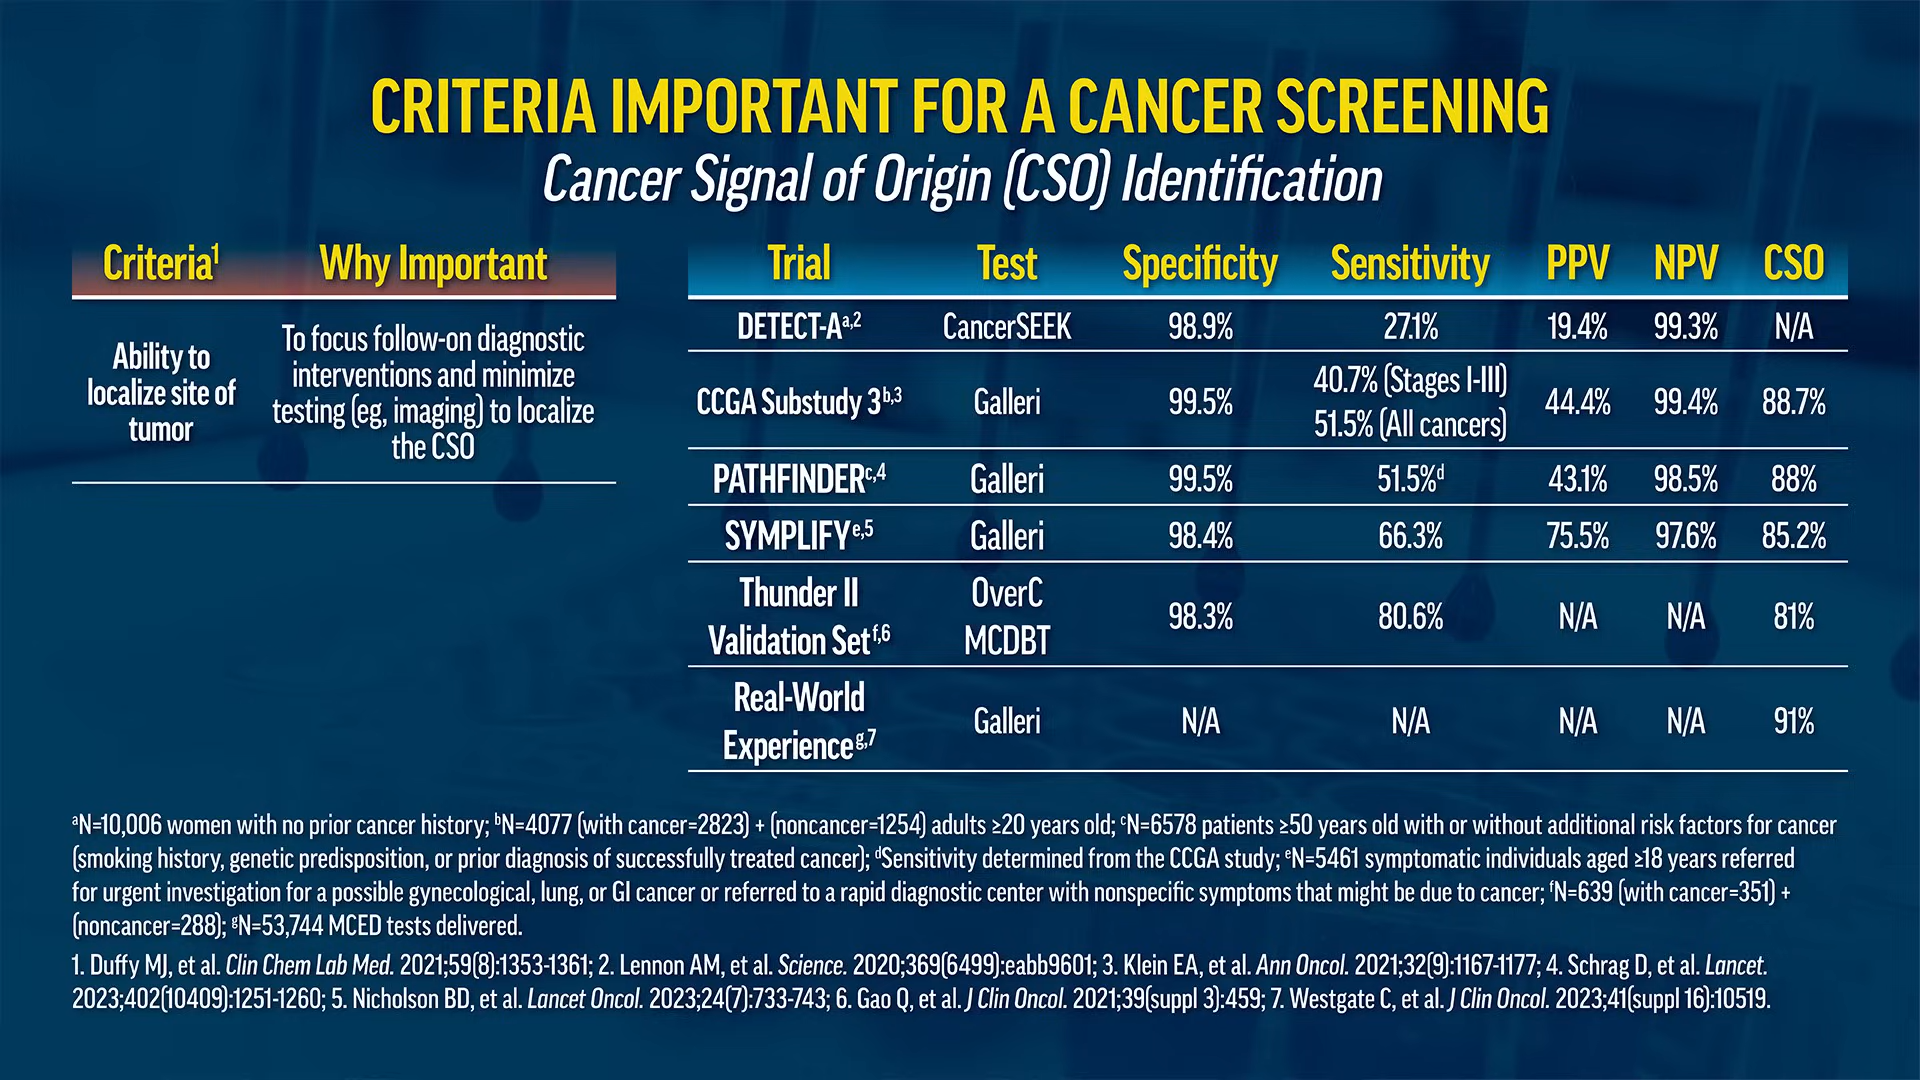 CRITERIA IMPORTANT FOR A CANCER SCREENING
Cancer Signal of Origin (CSO) Identification
Criteria¹ Why Important
Ability to localize site of tumor
To focus follow-on diagnostic
interventions and minimize
testing (eg, imaging) to localize
the CSO
Trial Test Specificity Sensitivity PPV NPV CSO
DETECT-Aᵃ,² CancerSEEK 98.9% 27.1% 19.4% 99.3% N/A
CCGA Substudy 3ᵇ,³ Galleri 99.5% 40.7% (Stages I-III) 51.5% (All cancers) 44.4% 99.4% 88.7%
PATHFINDERᶜ,⁴ Galleri 99.5% 51.5%ᵈ 43.1% 98.5% 88%
SYMPLIFYᵉ,⁵ Galleri 98.4% 66.3% 75.5% 97.6% 85.2%
Thunder II Validation Setᶠ,⁶ OverC MCDBT 98.3% 80.6% N/A N/A 81%
Real-World Experienceᵍ,⁷ Galleri N/A N/A N/A N/A 91%
ᵃN=10,006 women with no prior cancer history; ᵇN=4077 (with cancer=2823) + (noncancer=1254) adults ≥20 years old; ᶜN=6578 patients ≥50 years old with or without additional risk factors for cancer
(smoking history, genetic predisposition, or prior diagnosis of successfully treated cancer); ᵈSensitivity determined from the CCGA study; ᵉN=5461 symptomatic individuals aged ≥18 years referred
for urgent investigation for a possible gynecological, lung, or GI cancer or referred to a rapid diagnostic center with nonspecific symptoms that might be due to cancer; ᶠN=639 (with cancer=351) +
(noncancer=288); ᵍN=53,744 MCED tests delivered.
1. Duffy MJ, et al. Clin Chem Lab Med. 2021;59(8):1353-1361; 2. Lennon AM, et al. Science. 2020;369(6499):eabb9601; 3. Klein EA, et al. Ann Oncol. 2021;32(9):1167-1177; 4. Schrag D, et al. Lancet.
2023;402(10409):1251-1260; 5. Nicholson BD, et al. Lancet Oncol. 2023;24(7):733-743; 6. Gao Q, et al. J Clin Oncol. 2021;39(suppl 3):459; 7. Westgate C, et al. J Clin Oncol. 2023;41(suppl 16):10519.